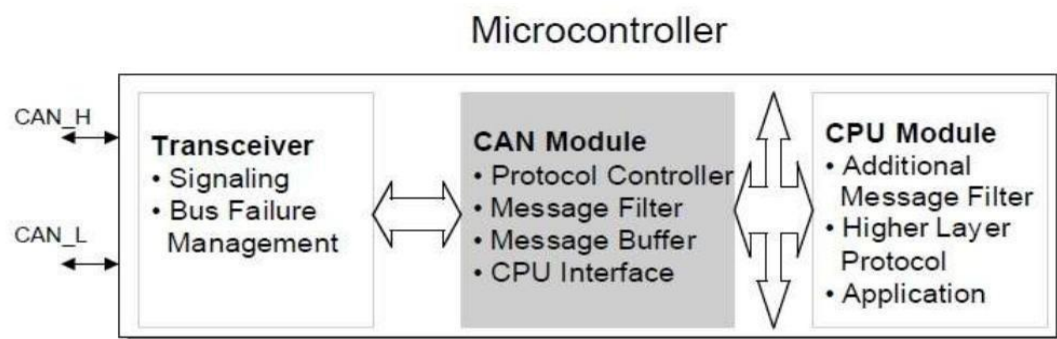 Microcontroller
CAN_H
CAN_L
Transceiver
• Signaling
• Bus Failure
Management
CAN Module
• Protocol Controller
• Message Filter
• Message Buffer
• CPU Interface
CPU Module
• Additional
Message Filter
• Higher Layer
Protocol
• Application